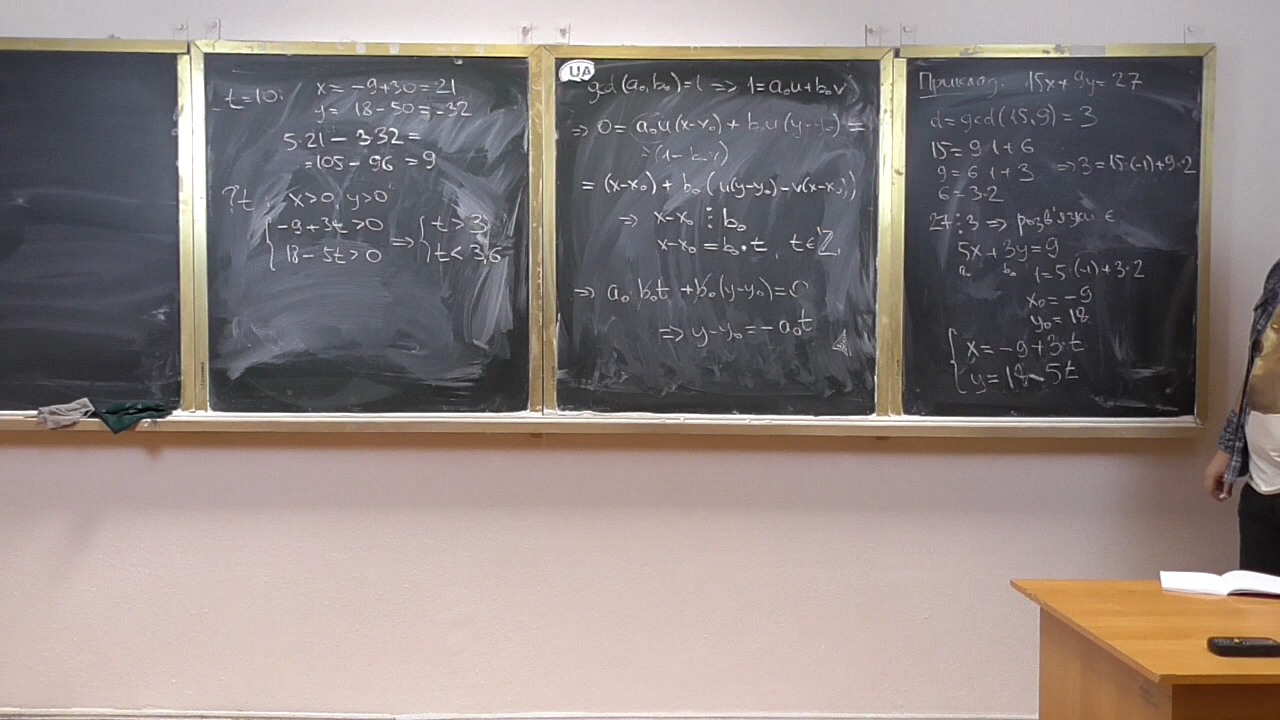 t=10:
x = -9+30 = 21
y = 18-50 = -32
5·21 - 3·32 =
=105 - 96 = 9
?t : x>0, y>0
{ -9+3t>0
18-5t>0
⇒ { t>3
t< 3,6
UA
gcd(a₀,b₀)=1 ⇒ 1=a₀u+b₀v
⇒ 0= a₀u(x-x₀) + b₀u(y-y₀) =
=(1-b₀v)
= (x-x₀) + b₀(u(y-y₀) - v(x-x₀))
⇒ x-x₀ ⋮ b₀
x-x₀ = b₀·t, t∈ℤ,
⇒ a₀·b₀t + b₀(y-y₀)=0
⇒ y-y₀ = -a₀t
Приклад. 15x+9y=27
d=gcd(15,9)=3
15=9·1+6
9=6·1+3 ⇒ 3=15·(-1)+9·2
6=3·2
27⋮3 ⇒ розв'язки є.
5x+3y=9
a₀ b₀ 1=5·(-1)+3·2
x₀=-9
y₀=18
{ x=-9+3·t
y=18-5t